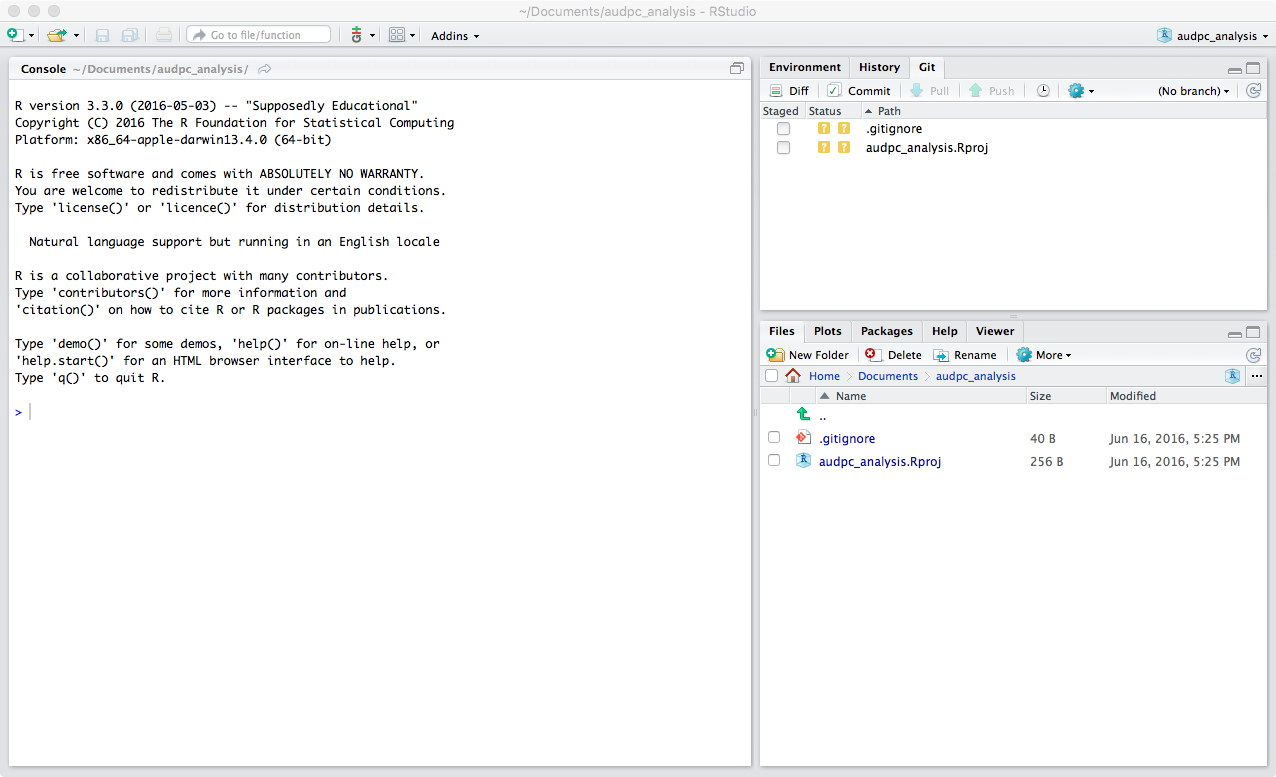 ~/Documents/audpc_analysis - RStudio
Go to file/function
Addins
audpc_analysis
Console ~/Documents/audpc_analysis/
R version 3.3.0 (2016-05-03) -- "Supposedly Educational"
Copyright (C) 2016 The R Foundation for Statistical Computing
Platform: x86_64-apple-darwin13.4.0 (64-bit)
R is free software and comes with ABSOLUTELY NO WARRANTY.
You are welcome to redistribute it under certain conditions.
Type 'license()' or 'licence()' for distribution details.
Natural language support but running in an English locale
R is a collaborative project with many contributors.
Type 'contributors()' for more information and
'citation()' on how to cite R or R packages in publications.
Type 'demo()' for some demos, 'help()' for on-line help, or
'help.start()' for an HTML browser interface to help.
Type 'q()' to quit R.
>
Environment History Git
Diff Commit Pull Push (No branch)
Staged Status Path
? ? .gitignore
? ? audpc_analysis.Rproj
Files Plots Packages Help Viewer
New Folder Delete Rename More
Home Documents audpc_analysis R ...
Name Size Modified
..
.gitignore 40 B Jun 16, 2016, 5:25 PM
audpc_analysis.Rproj 256 B Jun 16, 2016, 5:25 PM